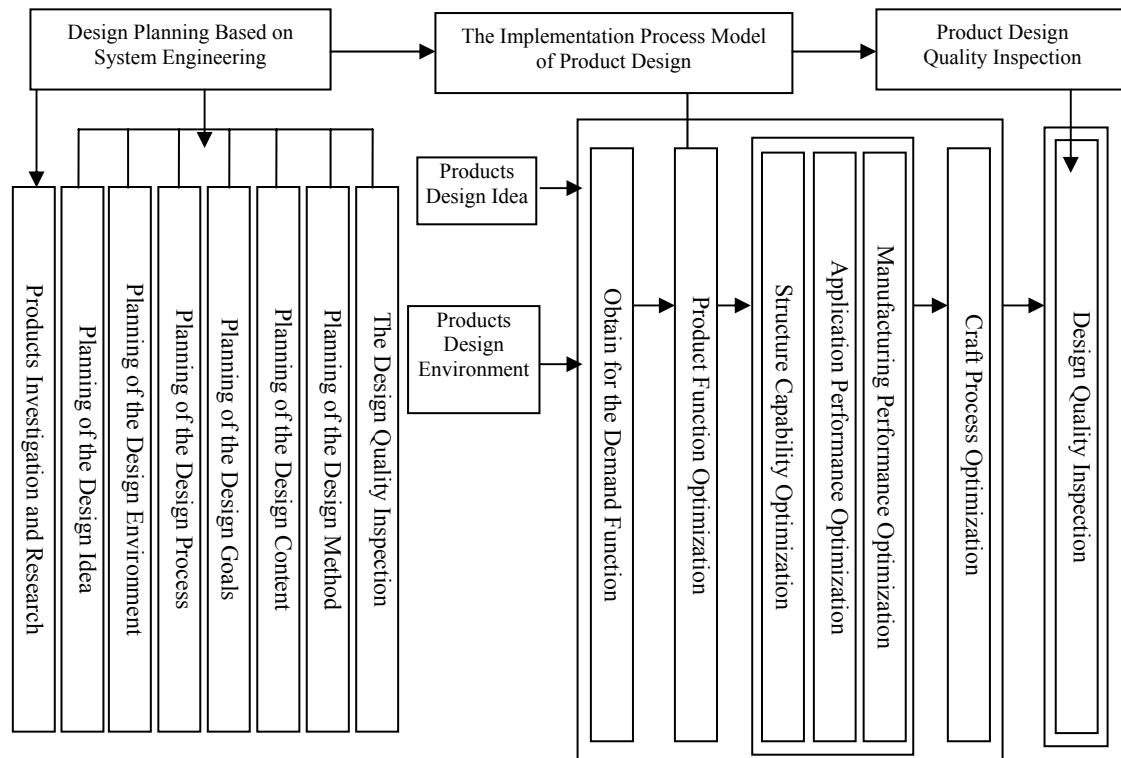 Design Planning Based on
System Engineering
The Implementation Process Model
of Product Design
Product Design
Quality Inspection
Products Investigation and Research
Planning of the Design Idea
Planning of the Design Environment
Planning of the Design Process
Planning of the Design Goals
Planning of the Design Content
Planning of the Design Method
The Design Quality Inspection
Products
Design Idea
Products
Design
Environment
Obtain for the Demand Function
Product Function Optimization
Structure Capability Optimization
Application Performance Optimization
Manufacturing Performance Optimization
Craft Process Optimization
Design Quality Inspection